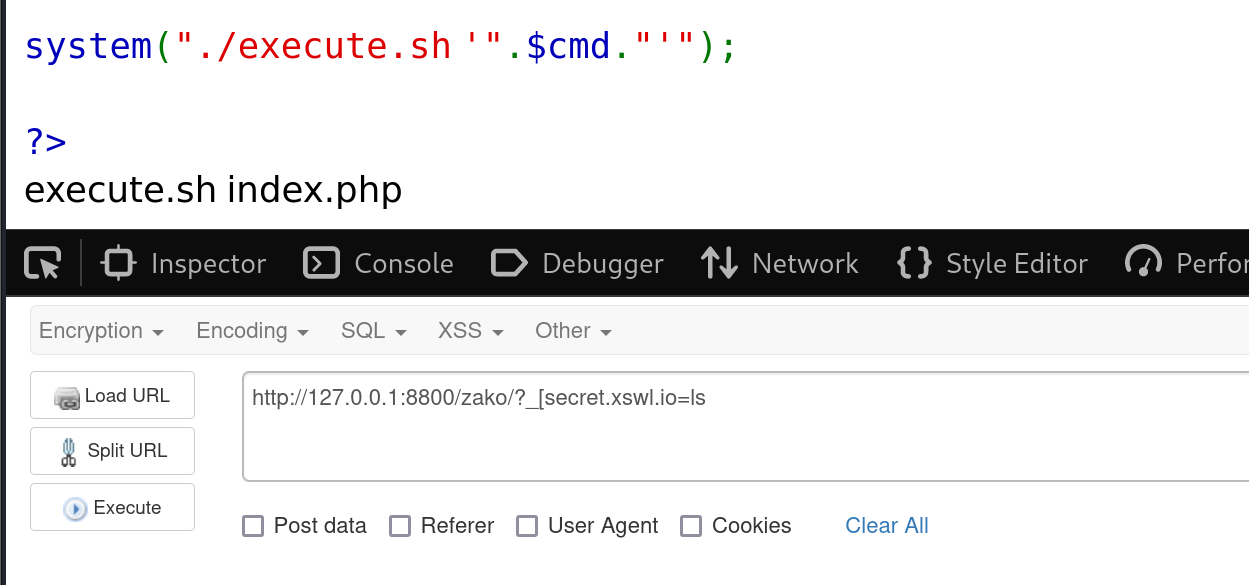 system("./execute.sh '".$cmd."'");
?>
execute.sh index.php
Inspector Console Debugger Network Style Editor Perfor
Encryption Encoding SQL XSS Other
Load URL http://127.0.0.1:8800/zako/?_[secret.xswl.io=ls
Split URL
Execute
Post data Referer User Agent Cookies Clear All